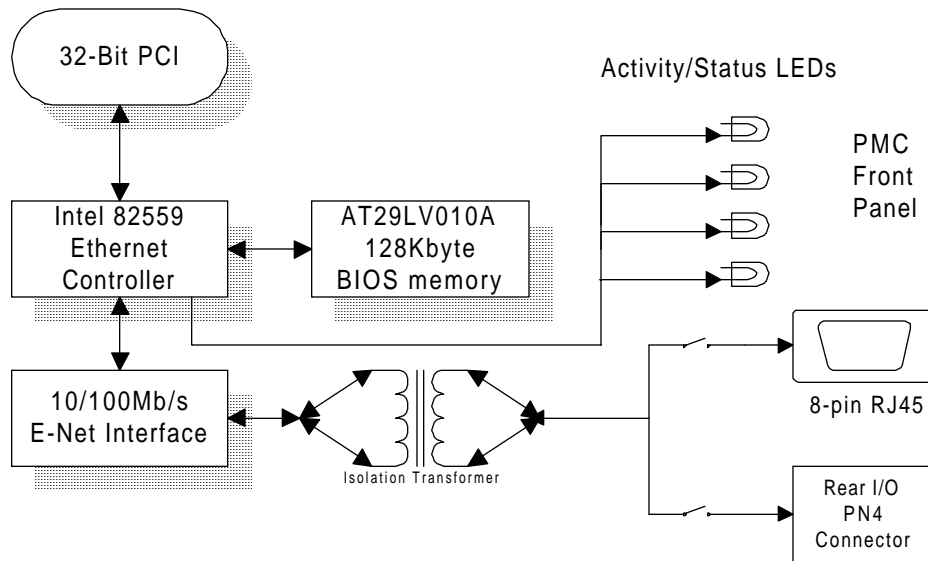 32-Bit PCI
Activity/Status LEDs
PMC
Front
Panel
Intel 82559
Ethernet
Controller
AT29LV010A
128Kbyte
BIOS memory
10/100Mb/s
E-Net Interface
Isolation Transformer
8-pin RJ45
Rear I/O
PN4
Connector